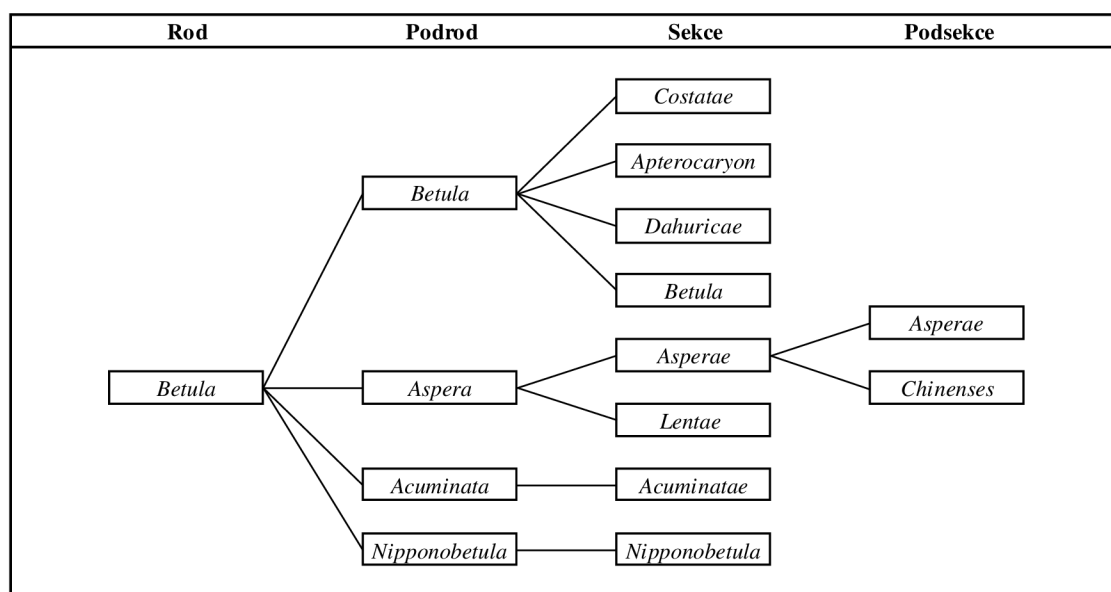 Rod Podrod Sekce Podsekce
Costatae
Apterocaryon
Betula
Dahuricae
Betula
Asperae
Asperae
Betula
Aspera
Chinenses
Lentae
Acuminata
Acuminatae
Nipponobetula
Nipponobetula